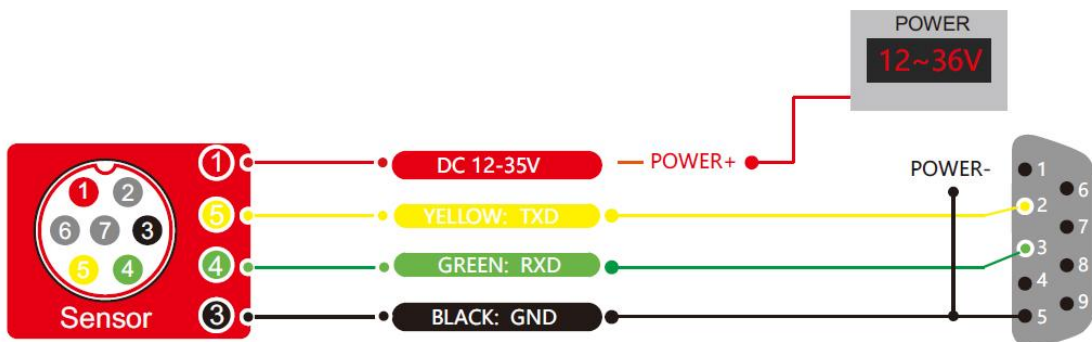 POWER
12~36V
1 DC 12-35V POWER+
POWER-
1 2
6 7 3
5 4
Sensor
5 YELLOW: TXD
4 GREEN: RXD
3 BLACK: GND
1
6
2
7
3
8
4
9
5